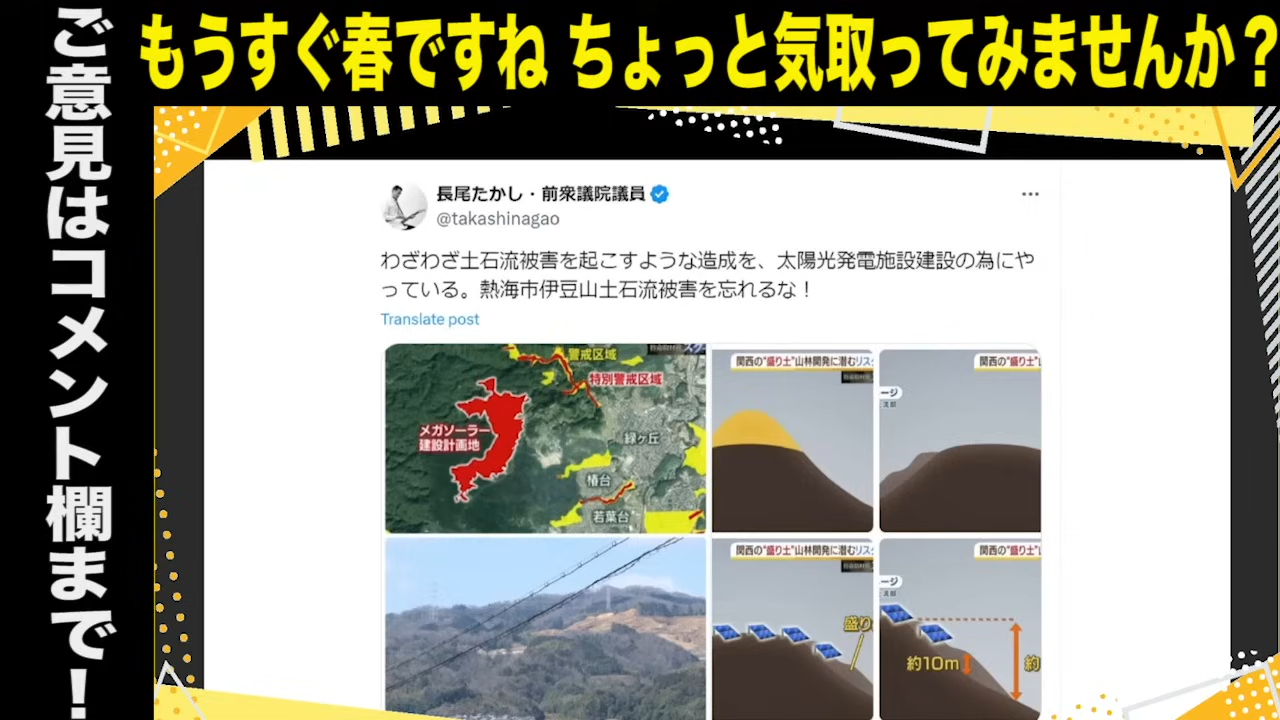 もうすぐ春ですね ちょっと気取ってみませんか？
ご意見はコメント欄まで！
長尾たかし・前衆議院議員
@takashinagao
わざわざ土石流被害を起こすような造成を、太陽光発電施設建設の為にや
っている。熱海市伊豆山土石流被害を忘れるな！
Translate post
警戒区域
特別警戒区域
メガソーラー
建設計画地
緑ヶ丘
椿台
若葉台
関西の"盛り土"山林開発に潜むリスク
関西の"盛り土"山
ージ
関西の"盛り土"山林開発に潜むリスク
盛り
関西の"盛り土"山
ージ
約10m
約